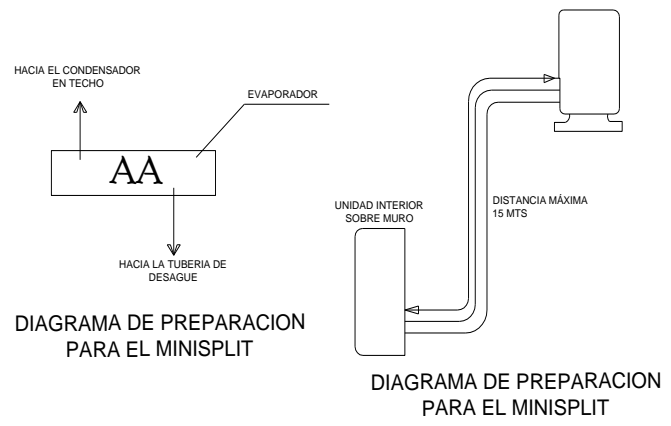 HACIA EL CONDENSADOR
EN TECHO
EVAPORADOR
AA
HACIA LA TUBERIA DE
DESAGUE
DIAGRAMA DE PREPARACION
PARA EL MINISPLIT
UNIDAD INTERIOR
SOBRE MURO
DISTANCIA MÁXIMA
15 MTS
DIAGRAMA DE PREPARACION
PARA EL MINISPLIT